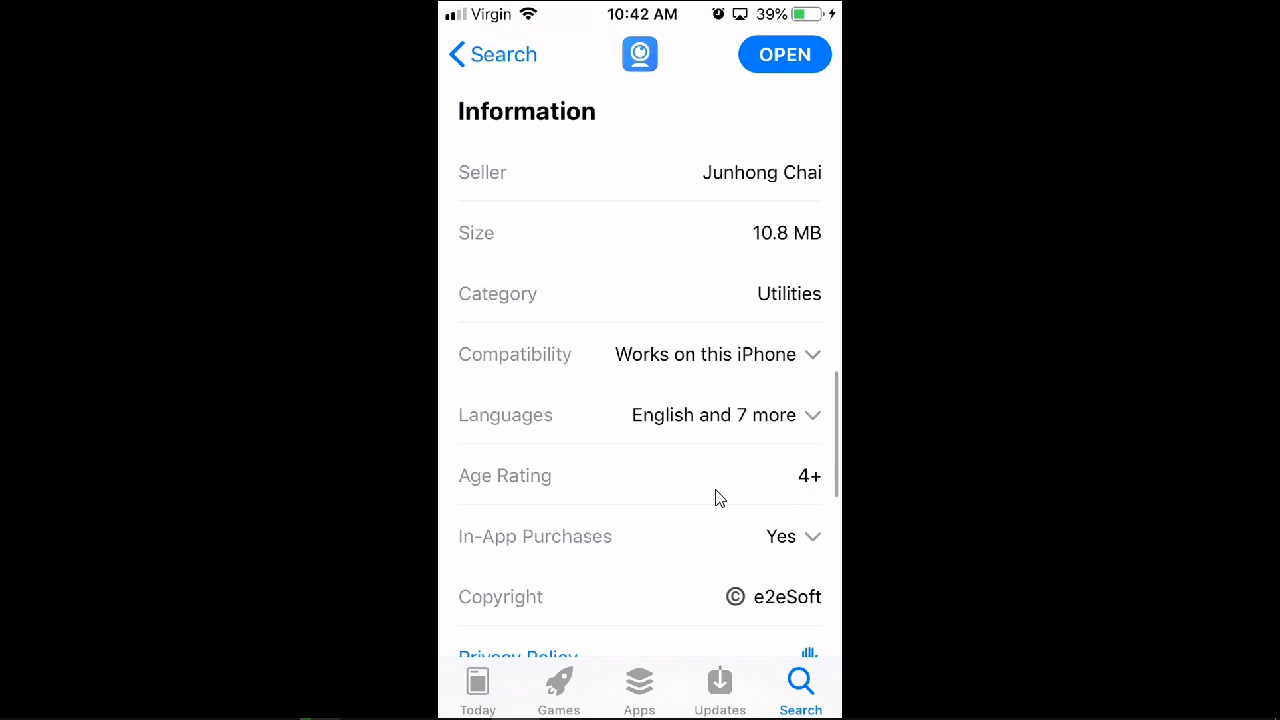 Virgin 10:42 AM 39%
Search OPEN
Information
Seller Junhong Chai
Size 10.8 MB
Category Utilities
Compatibility Works on this iPhone
Languages English and 7 more
Age Rating 4+
In-App Purchases Yes
Copyright © e2eSoft
Privacy Policy
Today Games Apps Updates Search